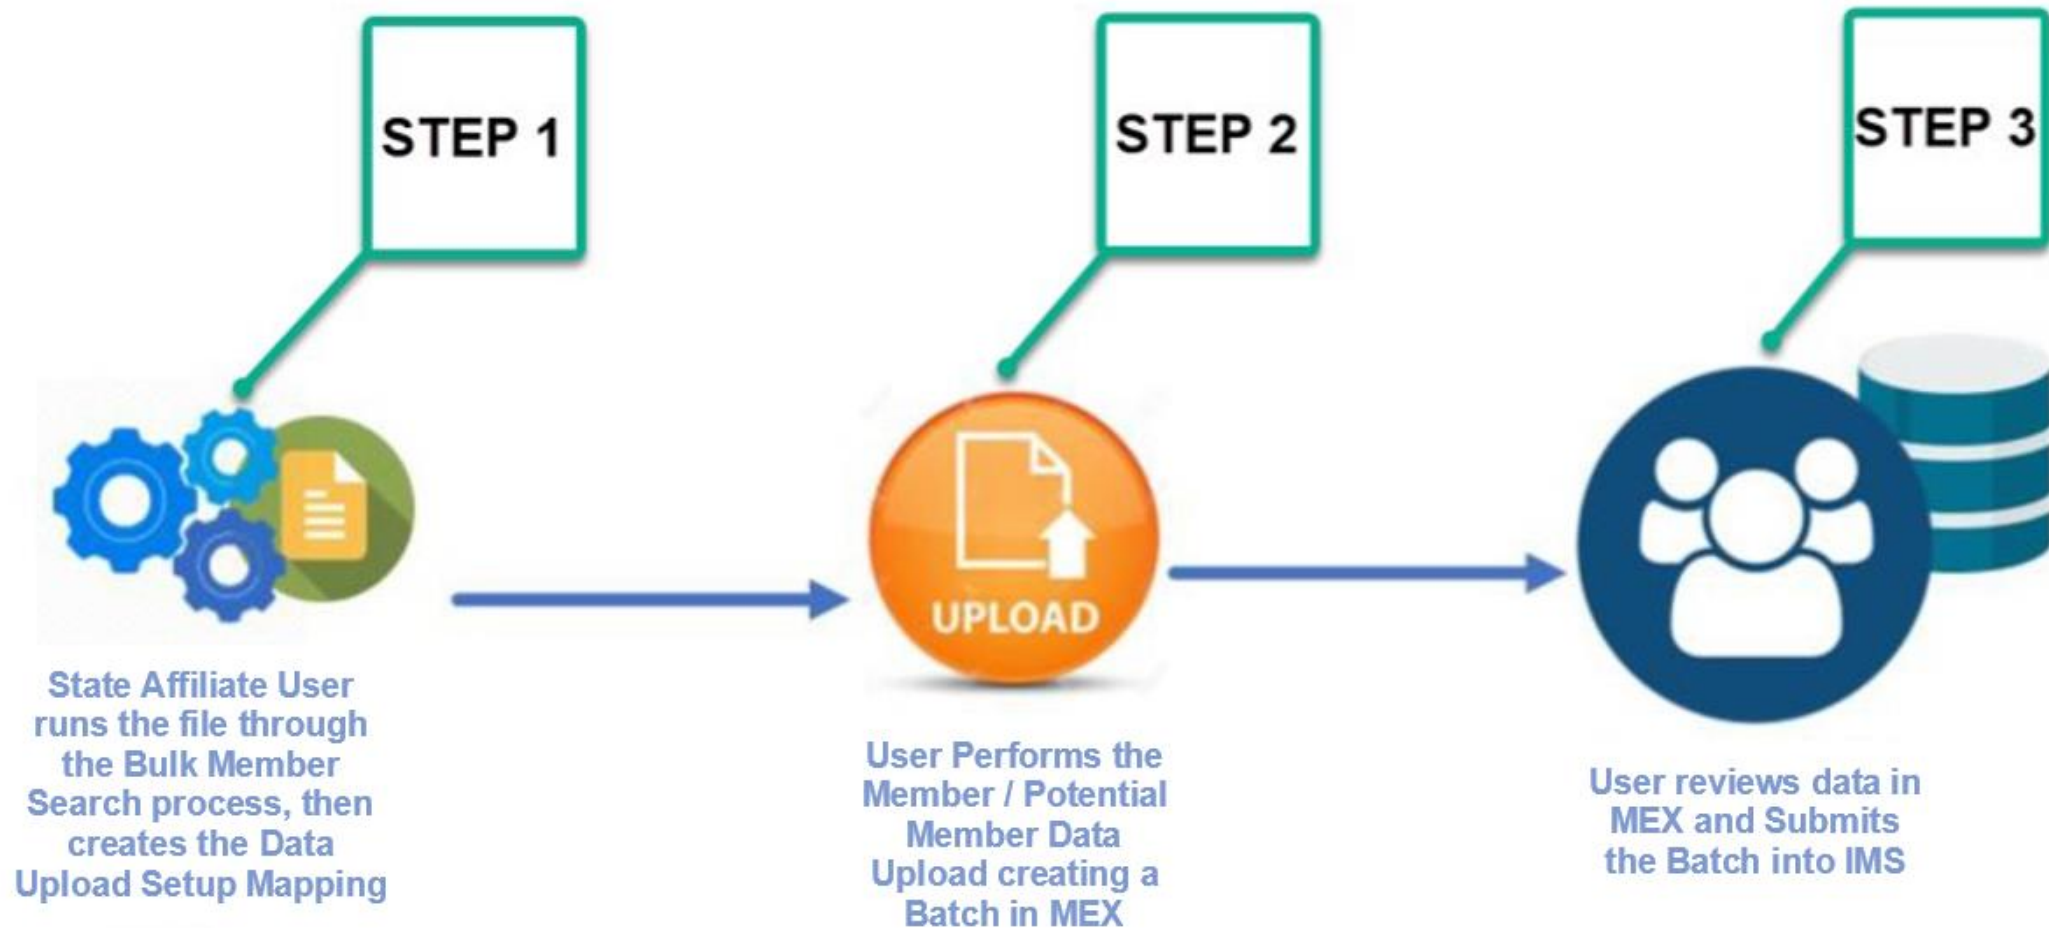 STEP 1
STEP 2
STEP 3
UPLOAD
State Affiliate User
runs the file through
the Bulk Member
Search process, then
creates the Data
Upload Setup Mapping
User Performs the
Member / Potential
Member Data
Upload creating a
Batch in MEX
User reviews data in
MEX and Submits
the Batch into IMS